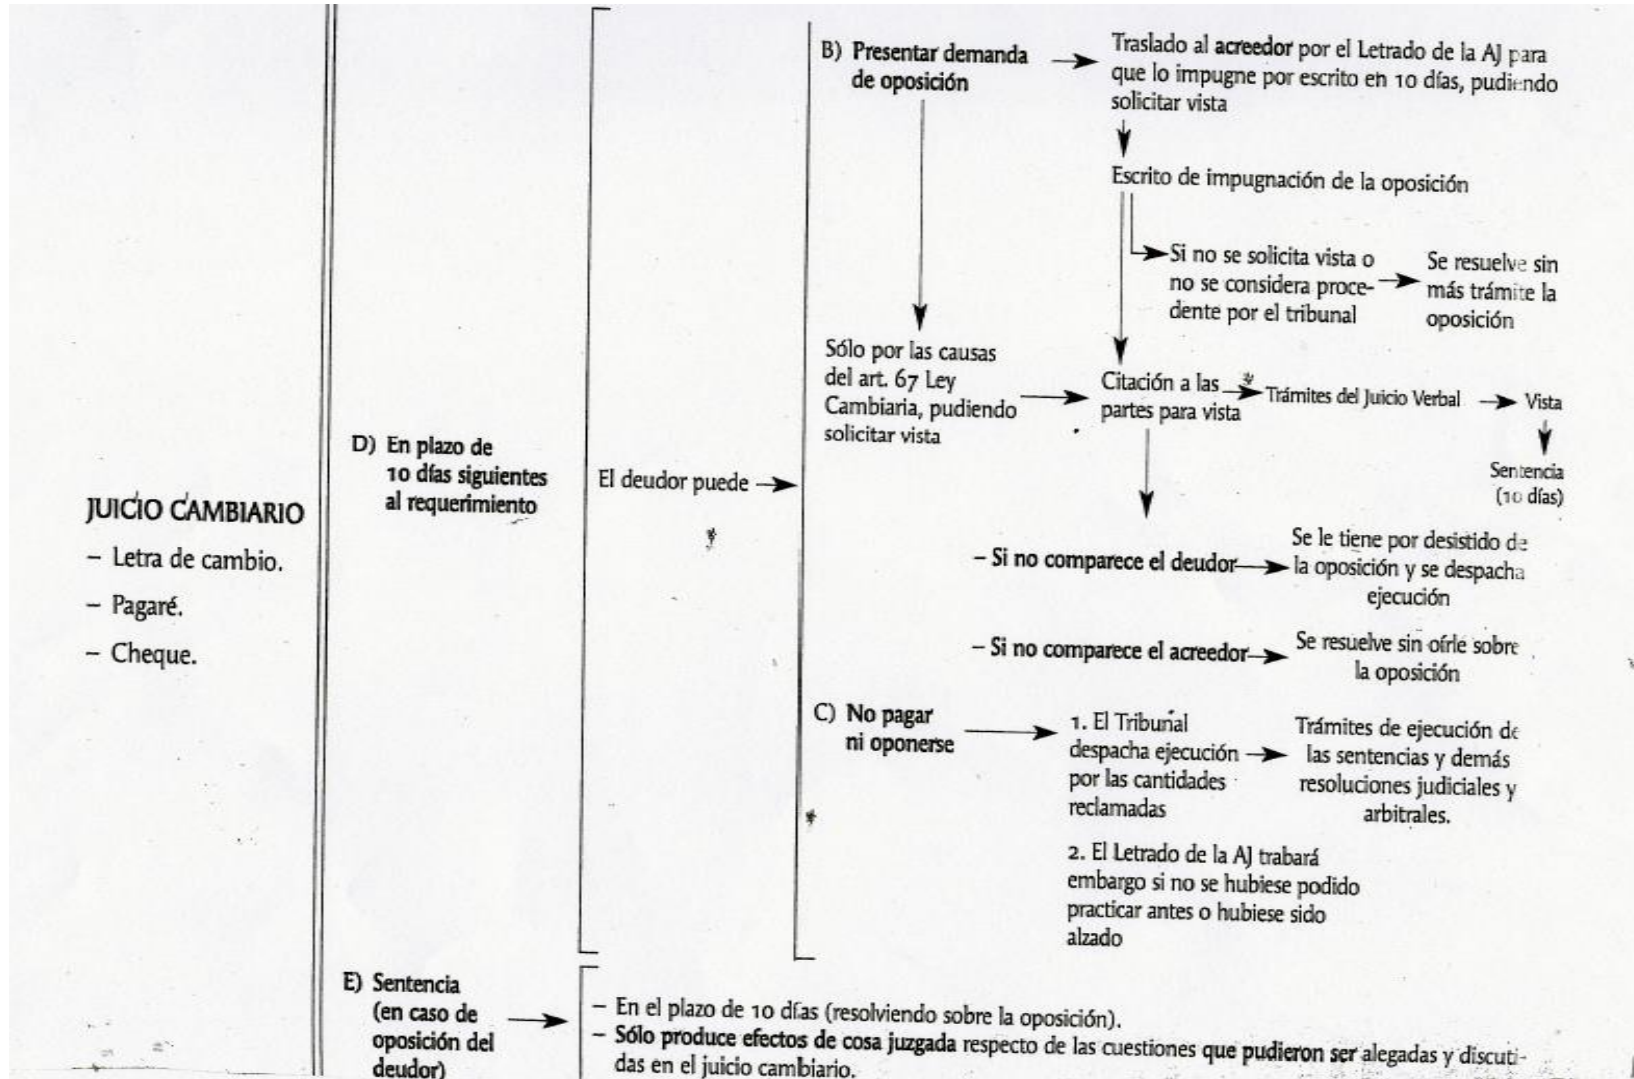 JUICIO CAMBIARIO
– Letra de cambio.
– Pagaré.
– Cheque.
D) En plazo de
10 días siguientes
al requerimiento
El deudor puede
B) Presentar demanda
de oposición
Traslado al acreedor por el Letrado de la AJ para
que lo impugne por escrito en 10 días, pudiendo
solicitar vista
Escrito de impugnación de la oposición
Si no se solicita vista o
no se considera proce-
dente por el tribunal
Se resuelve sin
más trámite la
oposición
Sólo por las causas
del art. 67 Ley
Cambiaria, pudiendo
solicitar vista
Citación a las
partes para vista
Trámites del Juicio Verbal
Vista
Sentencia
(10 días)
– Si no comparece el deudor
Se le tiene por desistido de
la oposición y se despacha
ejecución
– Si no comparece el acreedor
Se resuelve sin oírle sobre
la oposición
C) No pagar
ni oponerse
1. El Tribunal
despacha ejecución
por las cantidades
reclamadas
Trámites de ejecución de
las sentencias y demás
resoluciones judiciales y
arbitrales.
2. El Letrado de la AJ trabará
embargo si no se hubiese podido
practicar antes o hubiese sido
alzado
E) Sentencia
(en caso de
oposición del
deudor)
– En el plazo de 10 días (resolviendo sobre la oposición).
– Sólo produce efectos de cosa juzgada respecto de las cuestiones que pudieron ser alegadas y discuti-
das en el juicio cambiario.